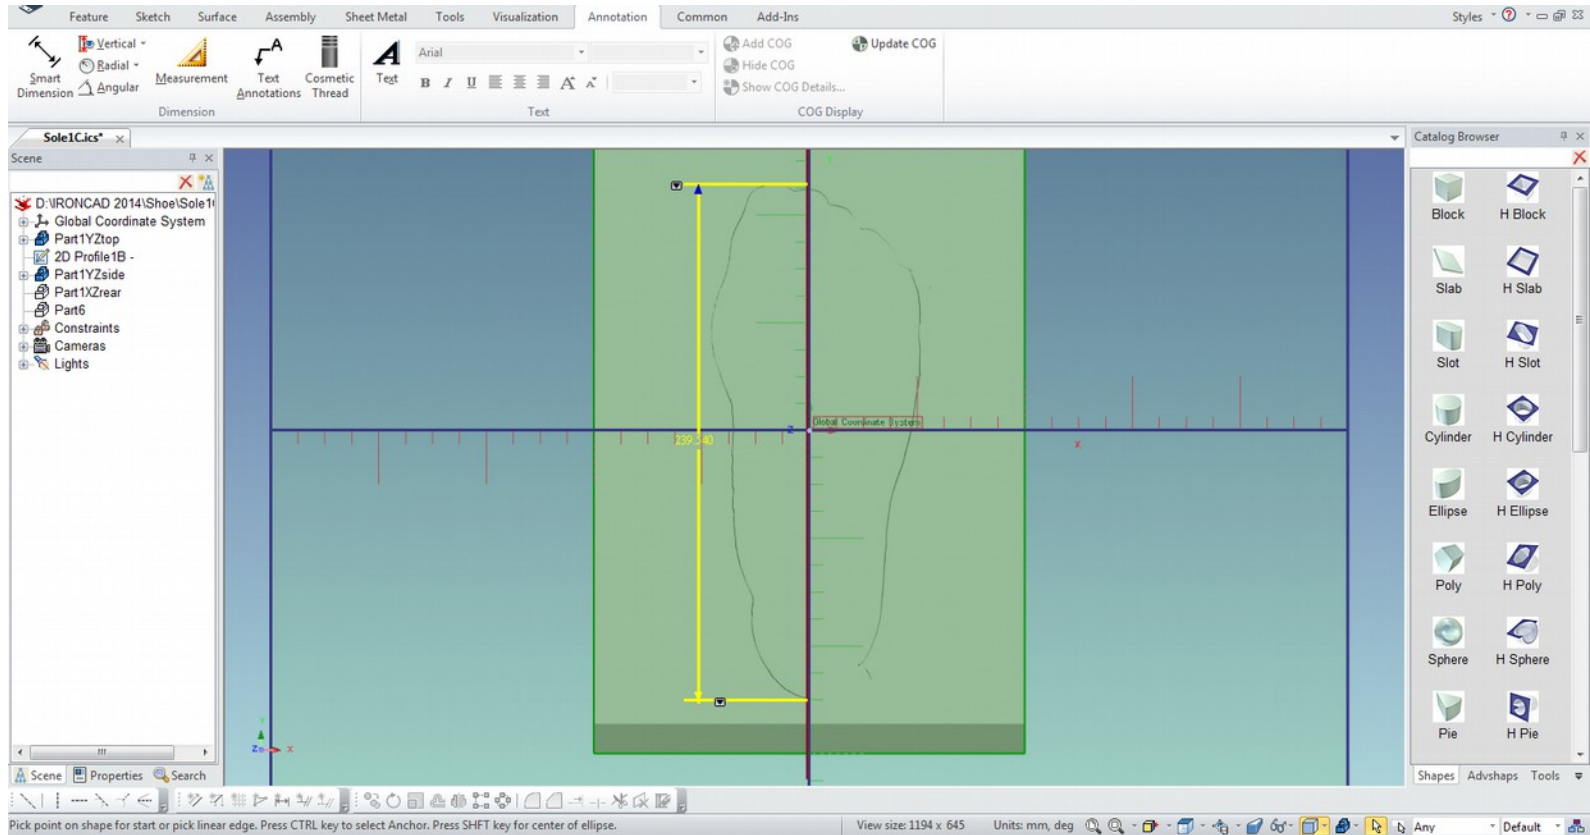 Feature Sketch Surface Assembly Sheet Metal Tools Visualization Annotation Common Add-Ins Styles
Smart Dimension
Vertical
Radial
Angular
Measurement
Text Annotations
Cosmetic Thread
Dimension
Text
Arial
B I U A A
Text
Add COG
Hide COG
Show COG Details...
Update COG
COG Display
Sole1C.ics*
Scene
D:\IRONCAD 2014\Shoe\Sole1
Global Coordinate System
Part1YZtop
2D Profile1B -
Part1YZside
Part1XZrear
Part6
Constraints
Cameras
Lights
Scene Properties Search
Y
239.540
Z
Global Coordinate System
X
Y
Z X
Catalog Browser
Block H Block
Slab H Slab
Slot H Slot
Cylinder H Cylinder
Ellipse H Ellipse
Poly H Poly
Sphere H Sphere
Pie H Pie
Shapes Advshaps Tools
Pick point on shape for start or pick linear edge. Press CTRL key to select Anchor. Press SHFT key for center of ellipse.
View size: 1194 x 645 Units: mm, deg Any Default